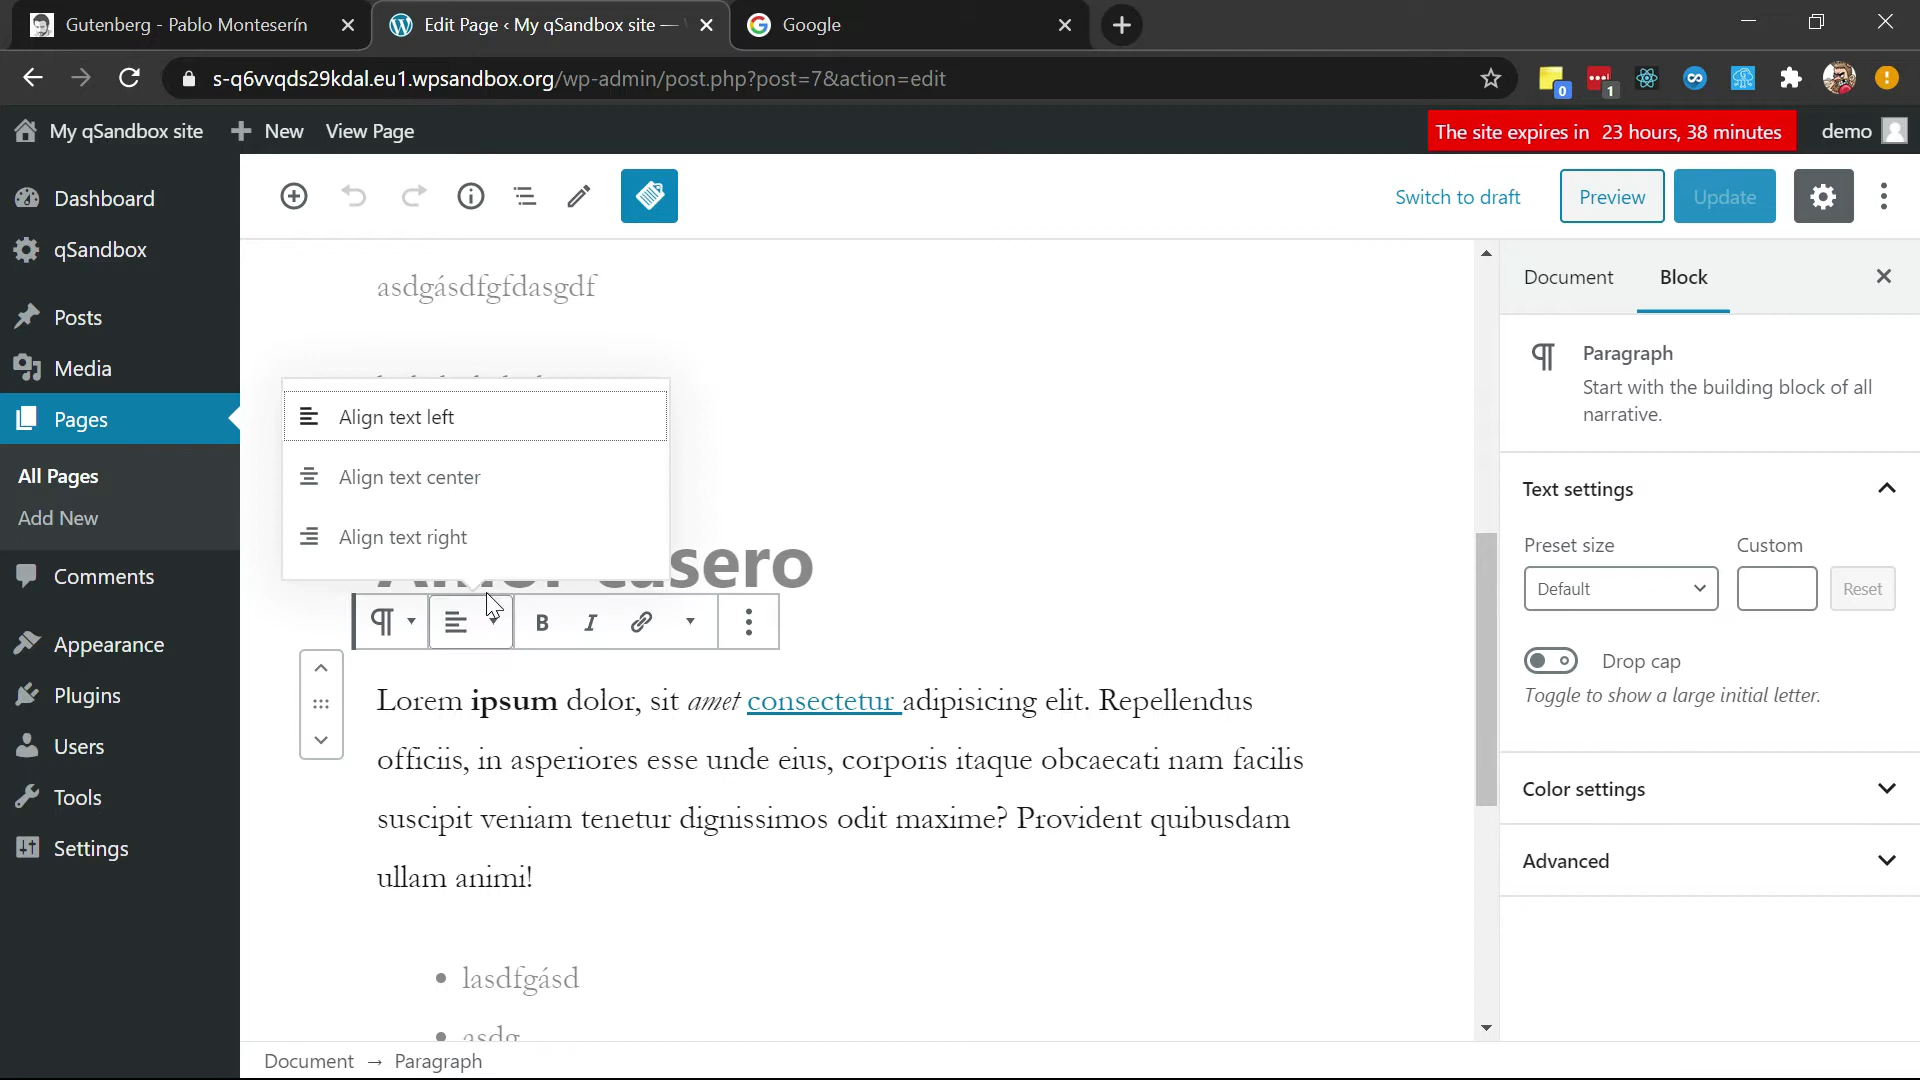 Gutenberg - Pablo Monteserín
Edit Page ‹ My qSandbox site —
Google
s-q6vvqds29kdal.eu1.wpsandbox.org/wp-admin/post.php?post=7&action=edit
0
1
My qSandbox site
New
View Page
The site expires in 23 hours, 38 minutes
demo
Dashboard
qSandbox
Posts
Media
Pages
All Pages
Add New
Comments
Appearance
Plugins
Users
Tools
Settings
Switch to draft
Preview
Update
asdgásdfgfdasgdf
Align text left
Align text center
Align text right
casero
B I
Lorem ipsum dolor, sit amet consectetur adipisicing elit. Repellendus
officiis, in asperiores esse unde eius, corporis itaque obcaecati nam facilis
suscipit veniam tenetur dignissimos odit maxime? Provident quibusdam
ullam animi!
• lasdfgásd
• asdg
Document → Paragraph
Document
Block
Paragraph
Start with the building block of all
narrative.
Text settings
Preset size
Custom
Default
Reset
Drop cap
Toggle to show a large initial letter.
Color settings
Advanced